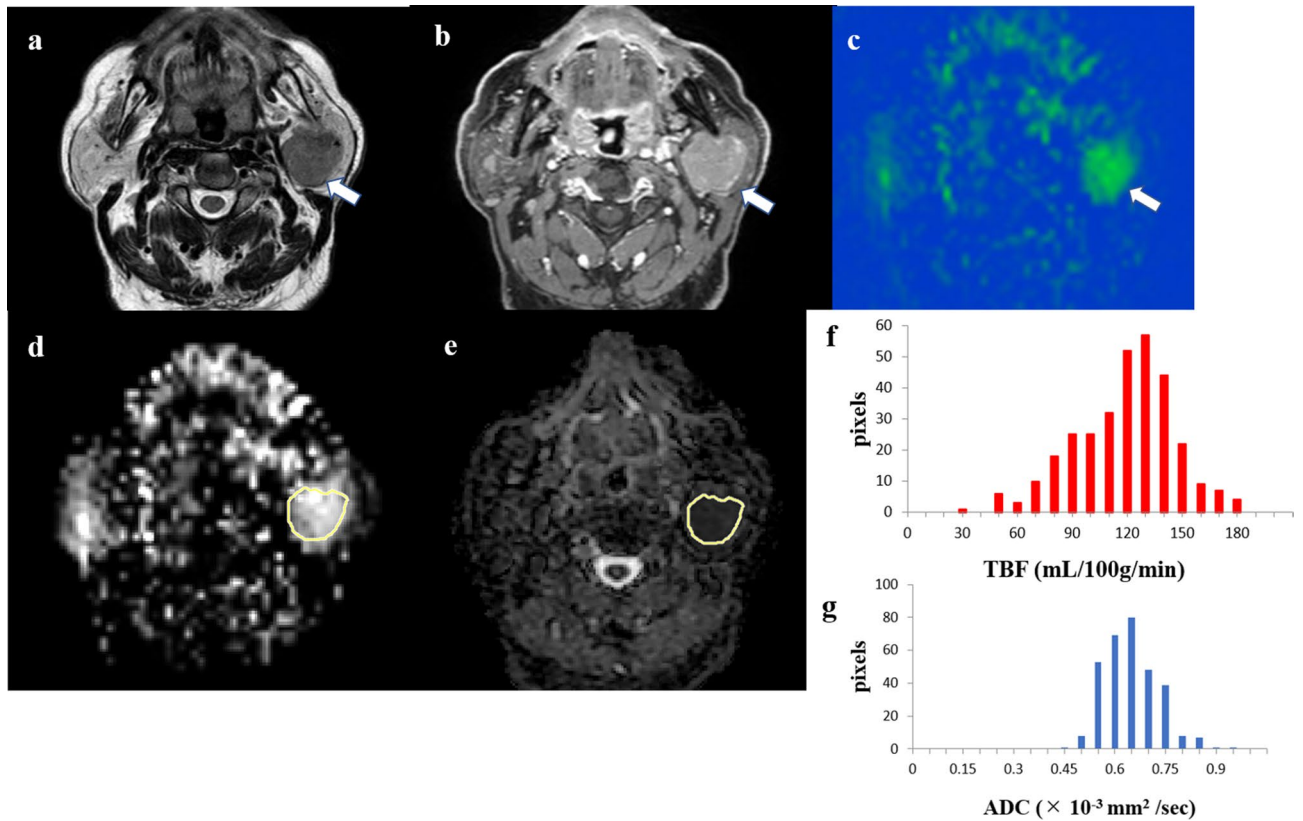 a
b
c
d
e
f
60
50
40
30
20
10
0
pixels
0 30 60 90 120 150 180
TBF (mL/100g/min)
g
100
80
60
40
20
0
pixels
0 0.15 0.3 0.45 0.6 0.75 0.9
ADC (× 10⁻³ mm² /sec)